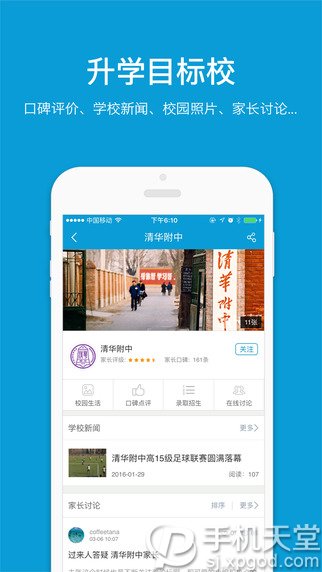 升学目标校
口碑评价、学校新闻、校园照片、家长讨论...
中国移动 下午6:10
清华附中
清华附中
11张
清华附中
家长评级: 家长口碑: 161条
关注
校园生活 口碑点评 录取招生 在线讨论
学校新闻 更多
清华附中高15级足球联赛圆满落幕
2016-01-29 阅读: 107
家长讨论 排序 更多
coffeetana
03-06 10:07
过来人答疑 清华附中家长
手机天堂
sj.xpgod.com